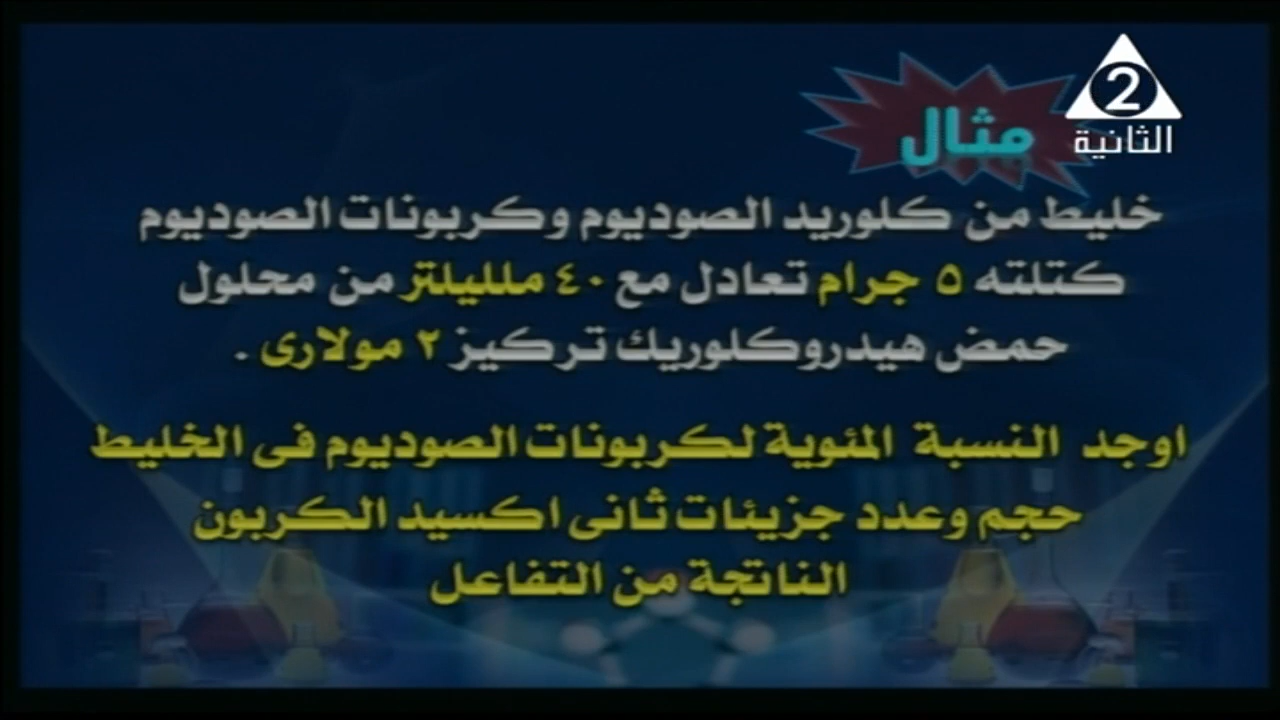 2
الثانية
مثال
خليط من كلوريد الصوديوم وكربونات الصوديوم
كتلته ٥ جرام تعادل مع ٤٠ ملليلتر من محلول
حمض هيدروكلوريك تركيز ٢ مولارى .
اوجد النسبة المئوية لكربونات الصوديوم فى الخليط
حجم وعدد جزيئات ثانى اكسيد الكربون
الناتجة من التفاعل